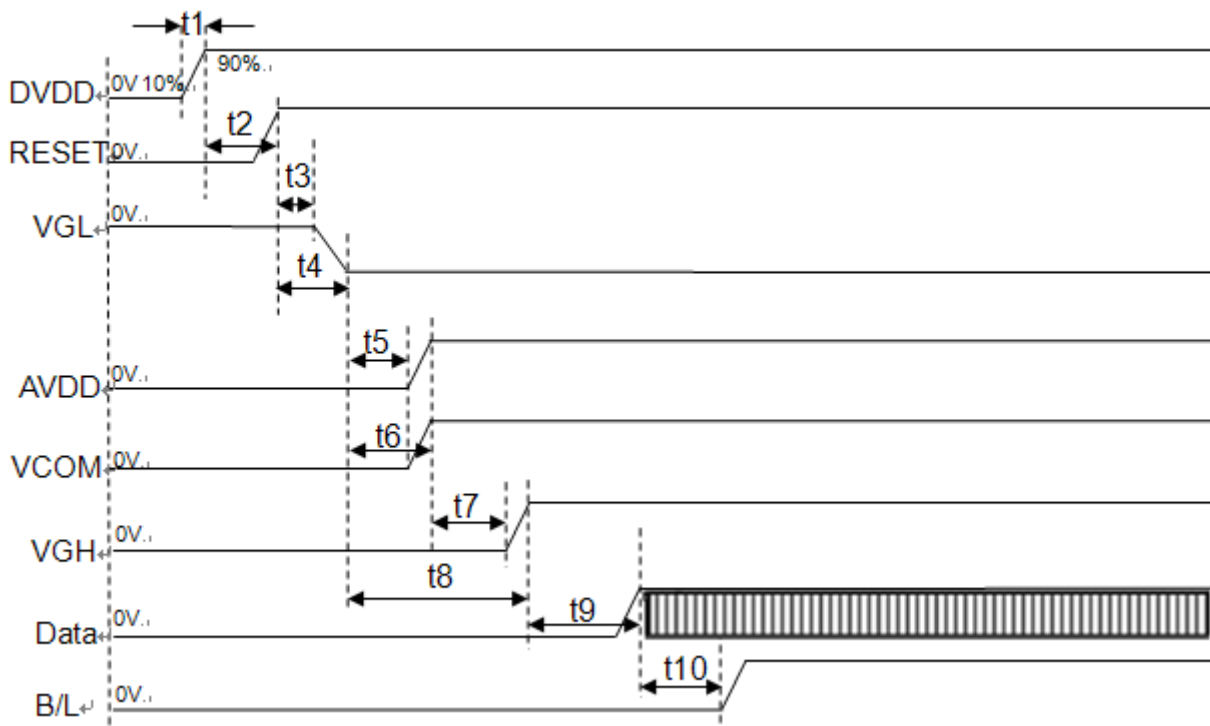 t1
0V 10%.
90%.
DVDD
t2
RESET 0V.
t3
VGL 0V.
t4
t5
AVDD 0V.
t6
VCOM 0V.
t7
VGH 0V.
t8
t9
Data 0V.
t10
B/L 0V.